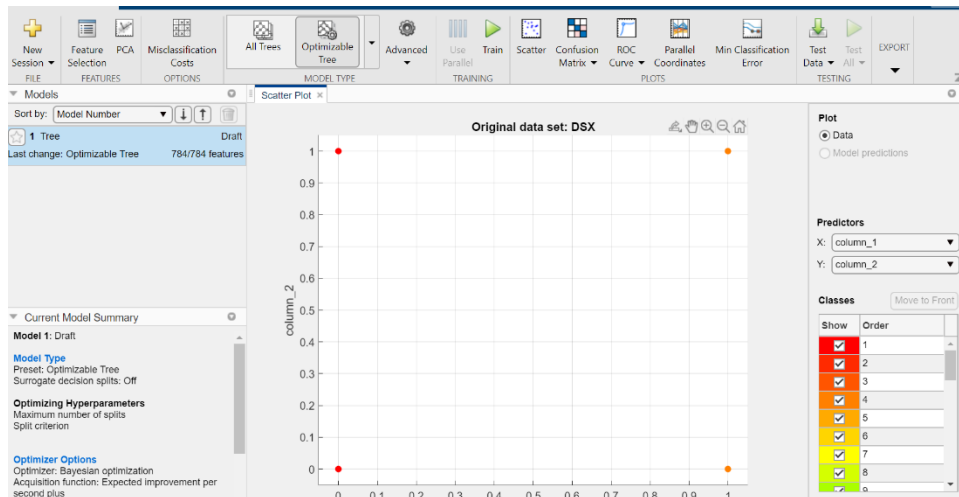 New Session
Feature Selection
PCA
Misclassification Costs
All Trees
Optimizable Tree
Advanced
Use Parallel
Train
Scatter
Confusion Matrix
ROC Curve
Parallel Coordinates
Min Classification Error
Test Data
Test All
EXPORT
FILE
FEATURES
OPTIONS
MODEL TYPE
TRAINING
PLOTS
TESTING
Models
Sort by: Model Number
1 Tree Draft
Last change: Optimizable Tree 784/784 features
Current Model Summary
Model 1: Draft
Model Type
Preset: Optimizable Tree
Surrogate decision splits: Off
Optimizing Hyperparameters
Maximum number of splits
Split criterion
Optimizer Options
Optimizer: Bayesian optimization
Acquisition function: Expected improvement per
second plus
Scatter Plot
Original data set: DSX
1
0.9
0.8
0.7
0.6
0.5
0.4
0.3
0.2
0.1
0
column_2
0 0.1 0.2 0.3 0.4 0.5 0.6 0.7 0.8 0.9 1
Plot
Data
Model predictions
Predictors
X: column_1
Y: column_2
Classes Move to Front
Show Order
1
2
3
4
5
6
7
8
9